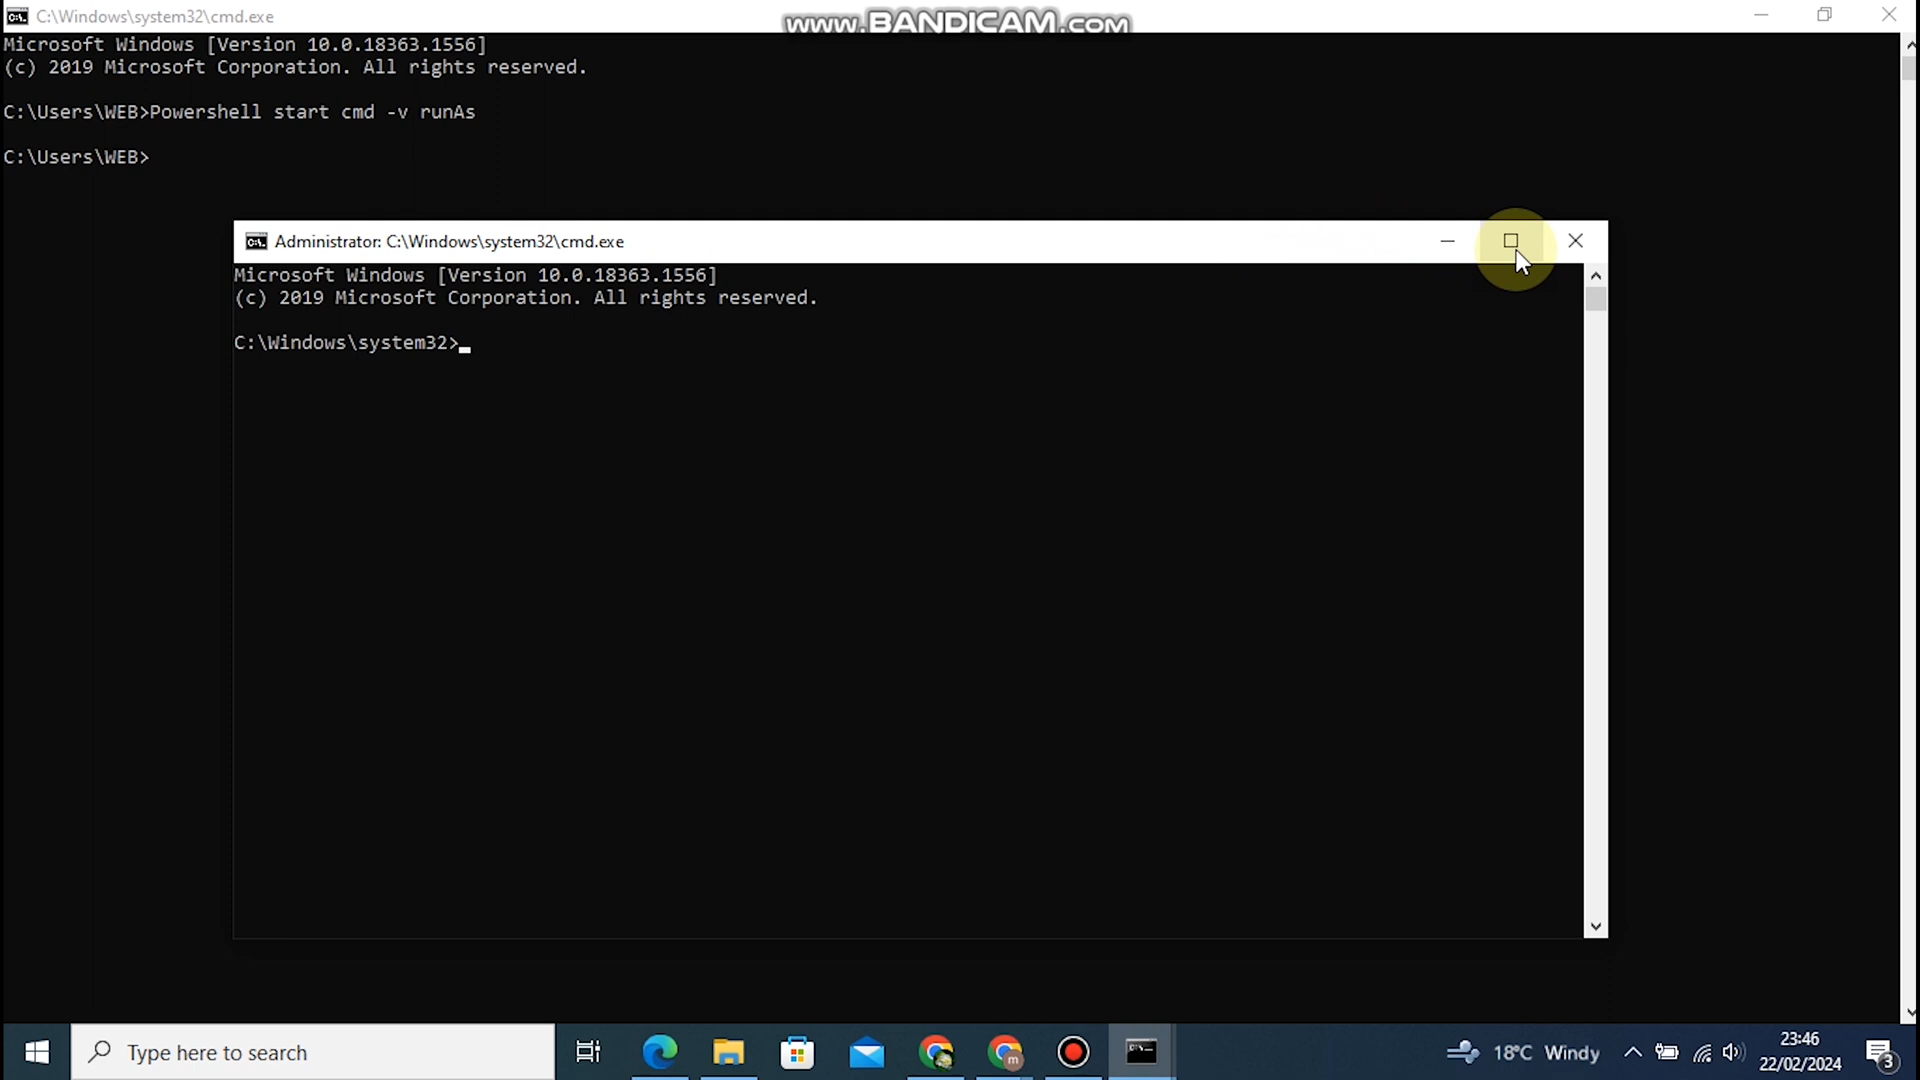 C:\Windows\system32\cmd.exe
www.BANDICAM.com
Microsoft Windows [Version 10.0.18363.1556]
(c) 2019 Microsoft Corporation. All rights reserved.
C:\Users\WEB>Powershell start cmd -v runAs
C:\Users\WEB>
Administrator: C:\Windows\system32\cmd.exe
Microsoft Windows [Version 10.0.18363.1556]
(c) 2019 Microsoft Corporation. All rights reserved.
C:\Windows\system32>
Type here to search
m
18°C Windy
23:46
22/02/2024
3